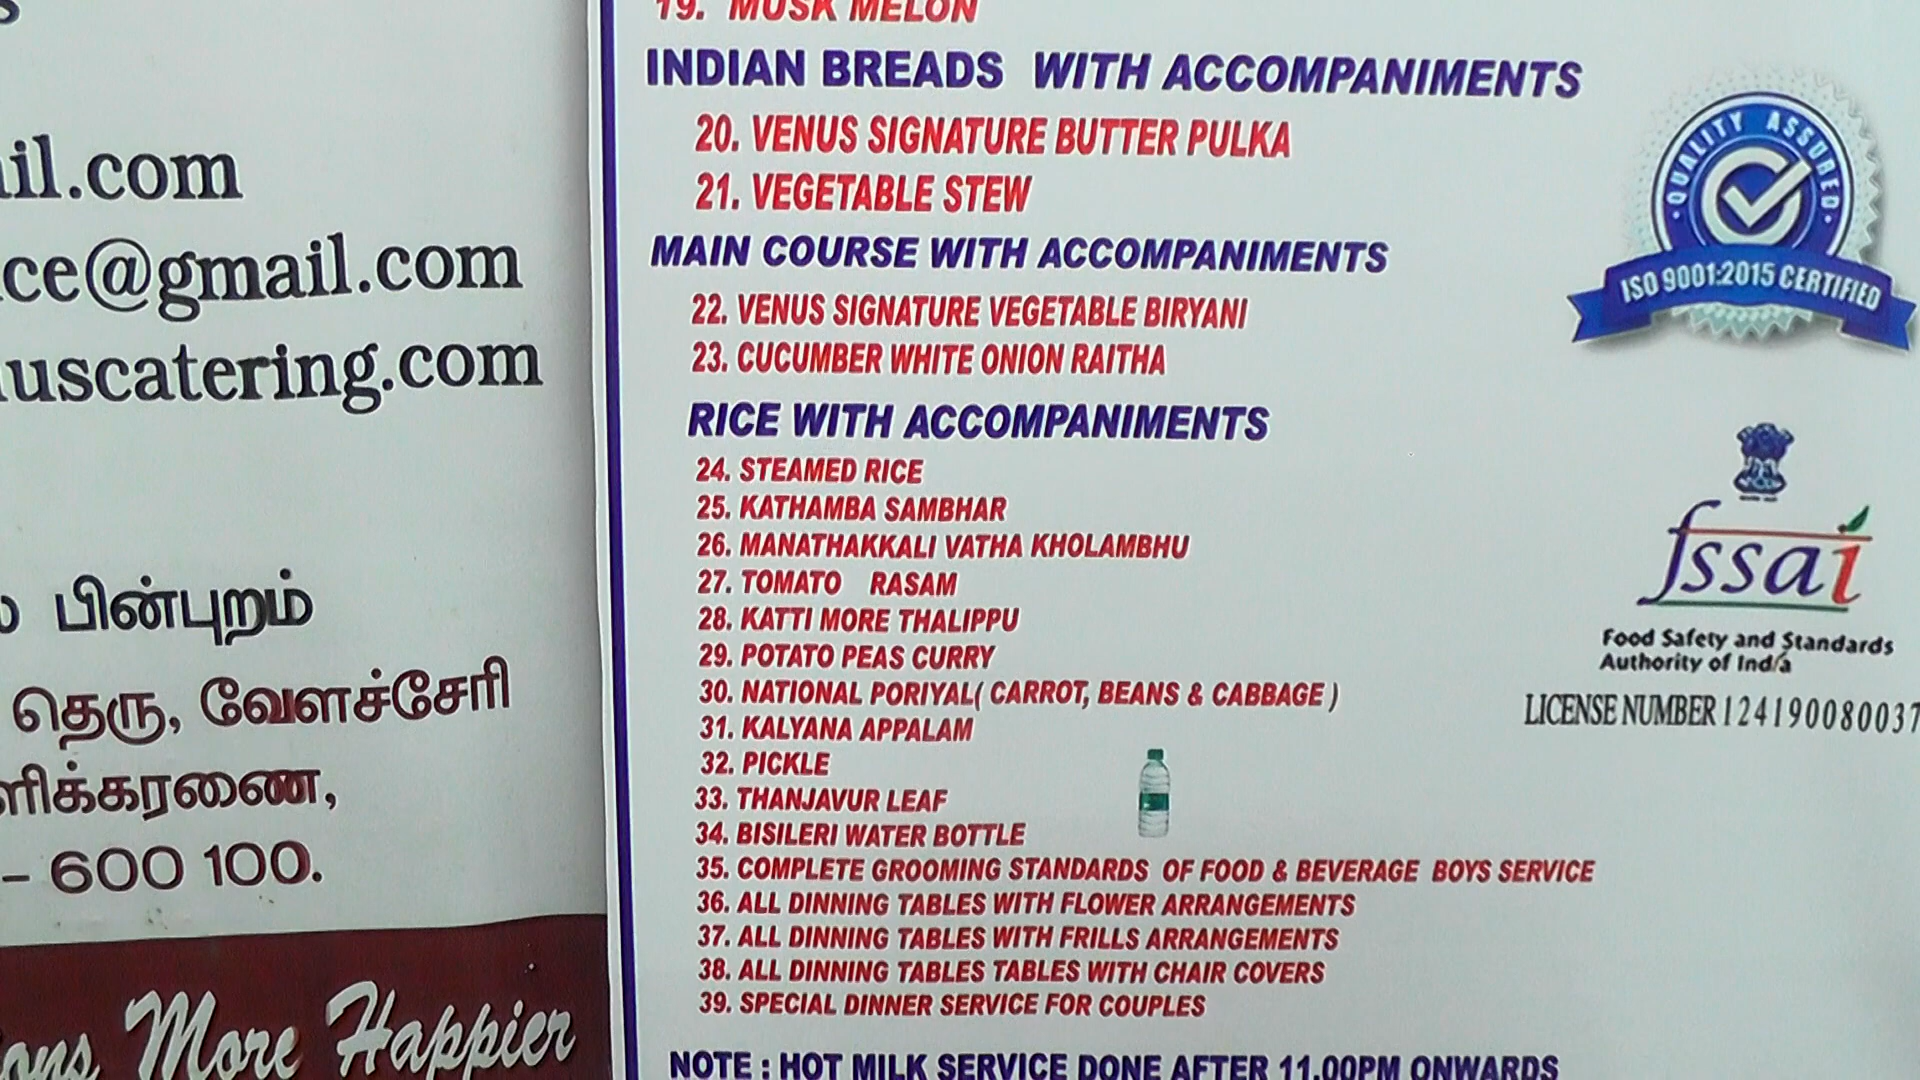 il.com
ce@gmail.com
uscatering.com
பின்புறம்
தெரு, வேளச்சேரி
ளிக்கரணை,
– 600 100.
More Happier
19. MUSK MELON
INDIAN BREADS WITH ACCOMPANIMENTS
20. VENUS SIGNATURE BUTTER PULKA
21. VEGETABLE STEW
MAIN COURSE WITH ACCOMPANIMENTS
22. VENUS SIGNATURE VEGETABLE BIRYANI
23. CUCUMBER WHITE ONION RAITHA
RICE WITH ACCOMPANIMENTS
24. STEAMED RICE
25. KATHAMBA SAMBHAR
26. MANATHAKKALI VATHA KHOLAMBHU
27. TOMATO RASAM
28. KATTI MORE THALIPPU
29. POTATO PEAS CURRY
30. NATIONAL PORIYAL( CARROT, BEANS & CABBAGE )
31. KALYANA APPALAM
32. PICKLE
33. THANJAVUR LEAF
34. BISILERI WATER BOTTLE
35. COMPLETE GROOMING STANDARDS OF FOOD & BEVERAGE BOYS SERVICE
36. ALL DINNING TABLES WITH FLOWER ARRANGEMENTS
37. ALL DINNING TABLES WITH FRILLS ARRANGEMENTS
38. ALL DINNING TABLES TABLES WITH CHAIR COVERS
39. SPECIAL DINNER SERVICE FOR COUPLES
NOTE : HOT MILK SERVICE DONE AFTER 11.00PM ONWARDS
QUALITY ASSURED
ISO 9001:2015 CERTIFIED
fssai
Food Safety and Standards
Authority of India
LICENSE NUMBER 124190080037